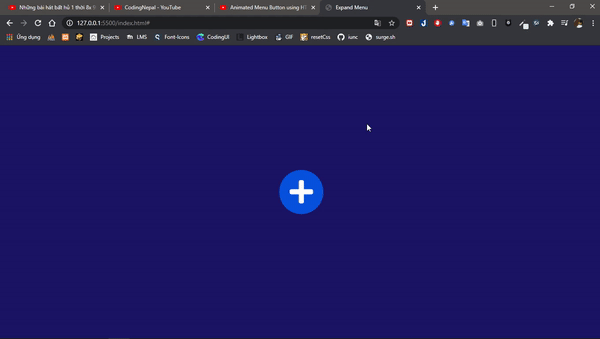 Những bài hát bất hủ 1 thời 8x 9
CodingNepal - YouTube
Animated Menu Button using HT
Expand Menu
127.0.0.1:5500/index.html#
Ứng dụng
Projects
LMS
Font-Icons
CodingUI
Lightbox
GIF
resetCss
iunc
surge.sh